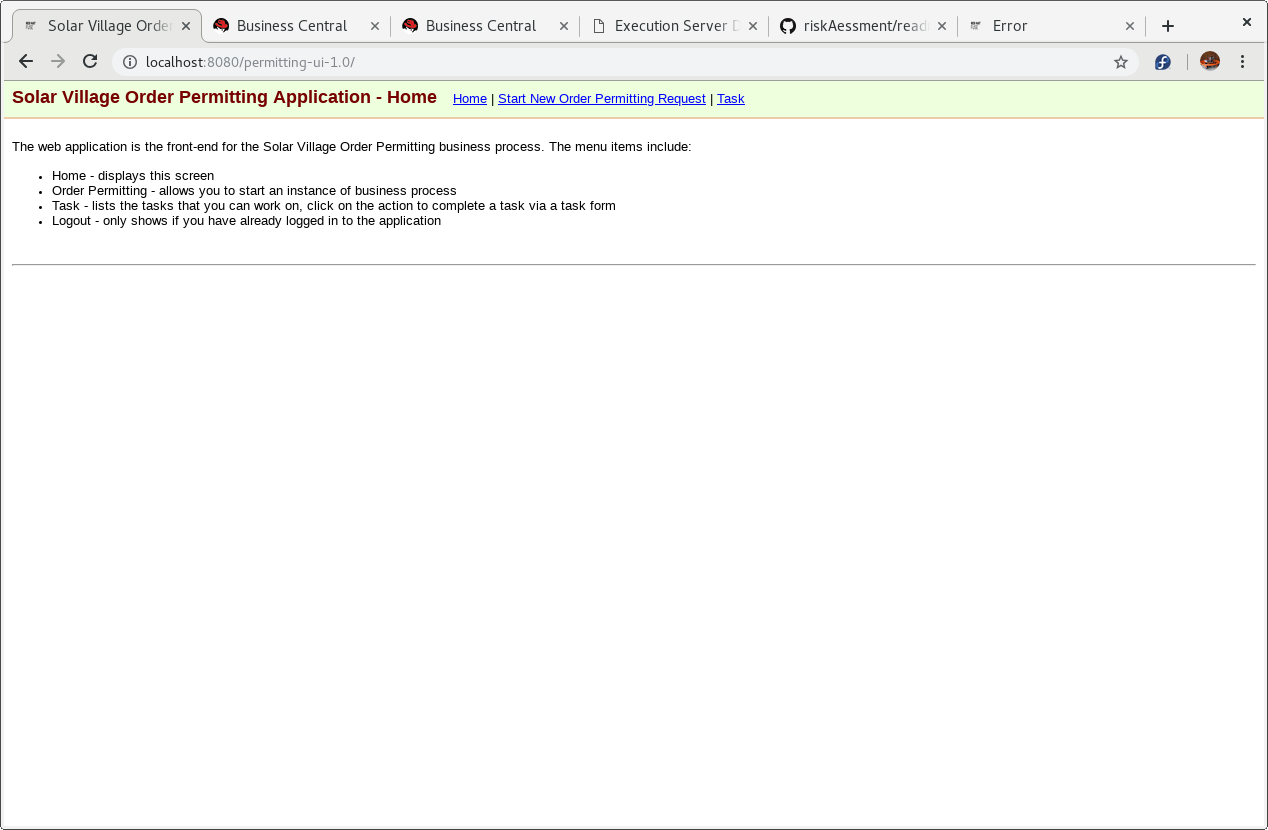 Solar Village Order
Business Central
Business Central
Execution Server D
riskAessment/read
Error
localhost:8080/permitting-ui-1.0/
Solar Village Order Permitting Application - Home Home | Start New Order Permitting Request | Task
The web application is the front-end for the Solar Village Order Permitting business process. The menu items include:
• Home - displays this screen
• Order Permitting - allows you to start an instance of business process
• Task - lists the tasks that you can work on, click on the action to complete a task via a task form
• Logout - only shows if you have already logged in to the application